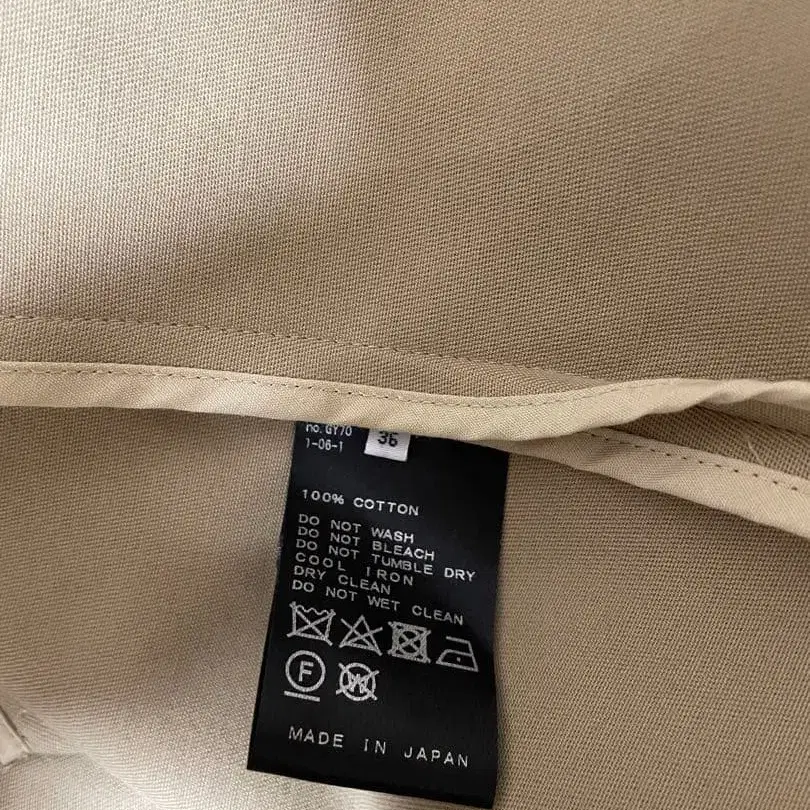 no. GY70
1-06-1
36
100% COTTON
DO NOT WASH
DO NOT BLEACH
DO NOT TUMBLE DRY
COOL IRON
DRY CLEAN
DO NOT WET CLEAN
F W
MADE IN JAPAN